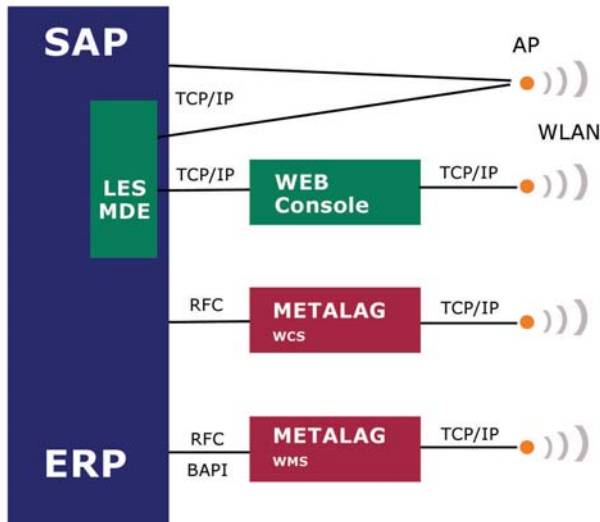 SAP
AP
TCP/IP
WLAN
LES
MDE
TCP/IP
WEB
Console
TCP/IP
RFC
METALAG
WCS
TCP/IP
ERP
RFC
BAPI
METALAG
WMS
TCP/IP